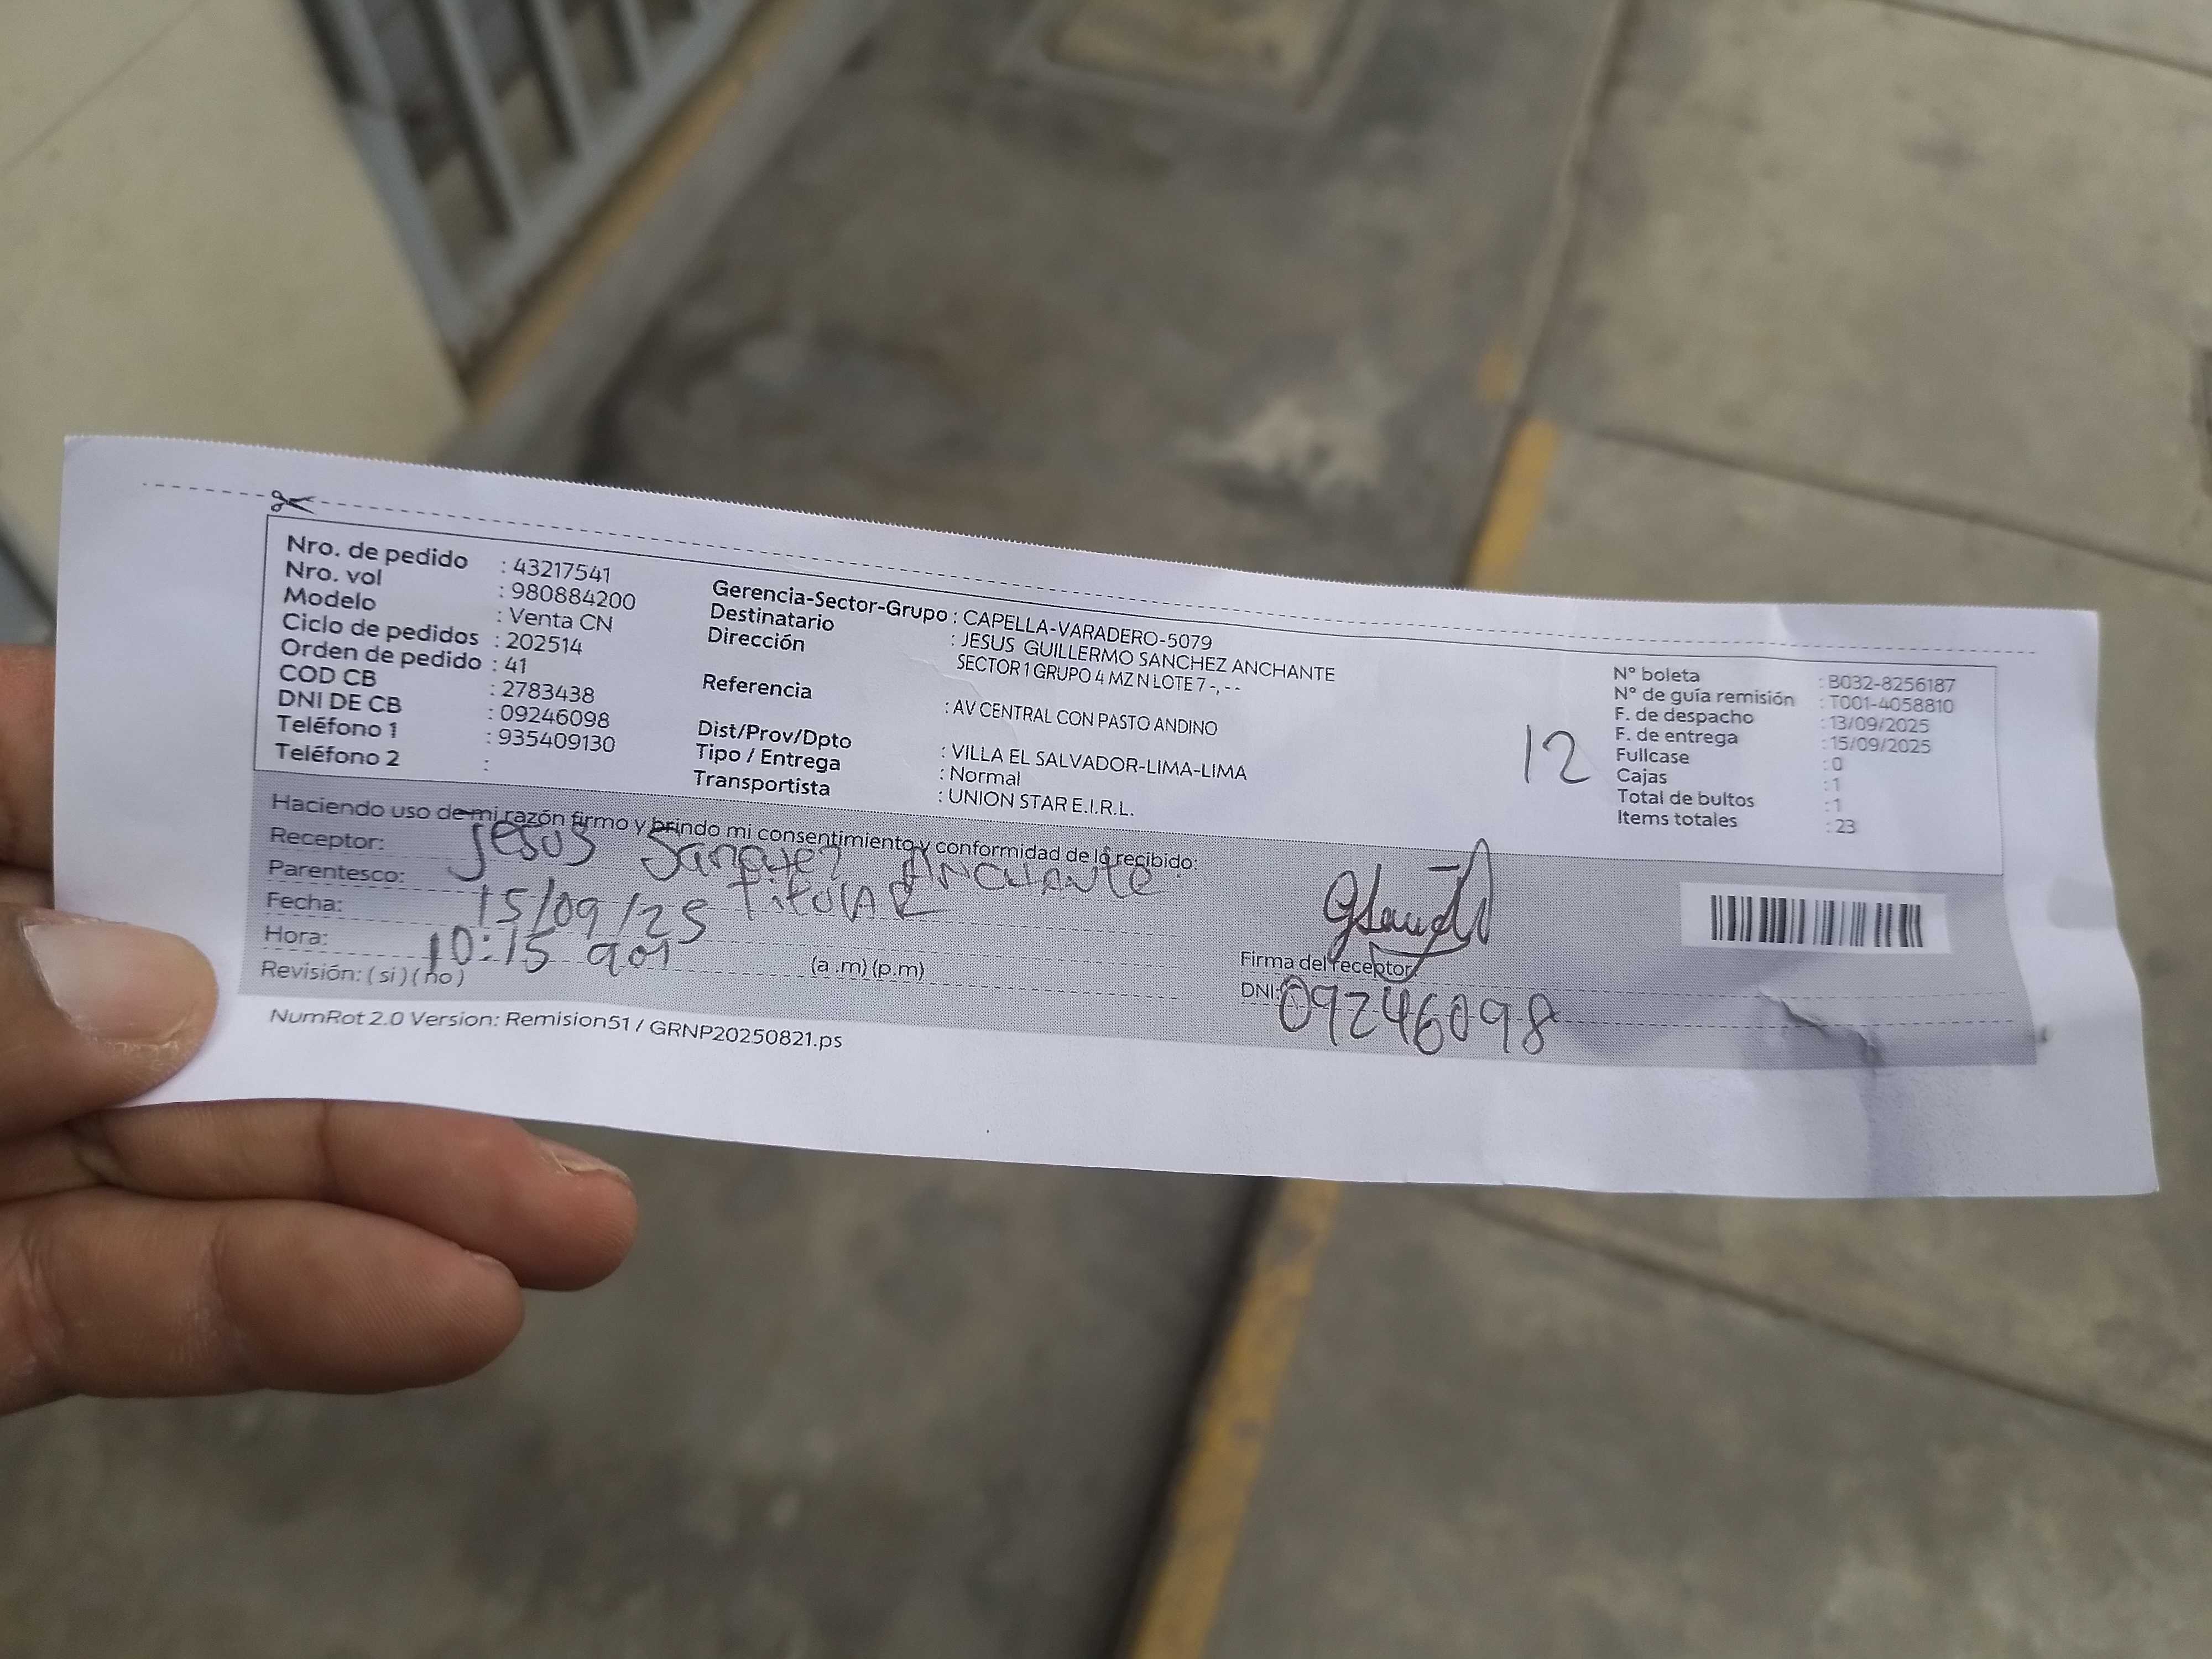 Nro. de pedido : 43217541
Nro. vol : 980884200
Modelo : Venta CN
Ciclo de pedidos : 202514
Orden de pedido : 41
COD CB : 2783438
DNI DE CB : 09246098
Teléfono 1 : 935409130
Teléfono 2 :
Gerencia-Sector-Grupo : CAPELLA-VARADERO-5079
Destinatario : JESUS GUILLERMO SANCHEZ ANCHANTE
Dirección SECTOR 1 GRUPO 4 MZ N LOTE 7 -, - -
Referencia : AV CENTRAL CON PASTO ANDINO
Dist/Prov/Dpto : VILLA EL SALVADOR-LIMA-LIMA
Tipo / Entrega : Normal
Transportista : UNION STAR E.I.R.L.
12
N° boleta : B032-8256187
N° de guía remisión : T001-4058810
F. de despacho : 13/09/2025
F. de entrega : 15/09/2025
Fullcase : 0
Cajas : 1
Total de bultos : 1
Items totales : 23
Haciendo uso de mi razón firmo y brindo mi consentimiento y conformidad de lo recibido:
Receptor: Jesus Sanchez Anchante
Parentesco: Titular
Fecha: 15/09/25
Hora: 10:15 (a .m) (p.m)
Revisión: ( si ) ( no )
Firma del receptor
DNI: 09246098
NumRot 2.0 Version: Remision51 / GRNP20250821.ps